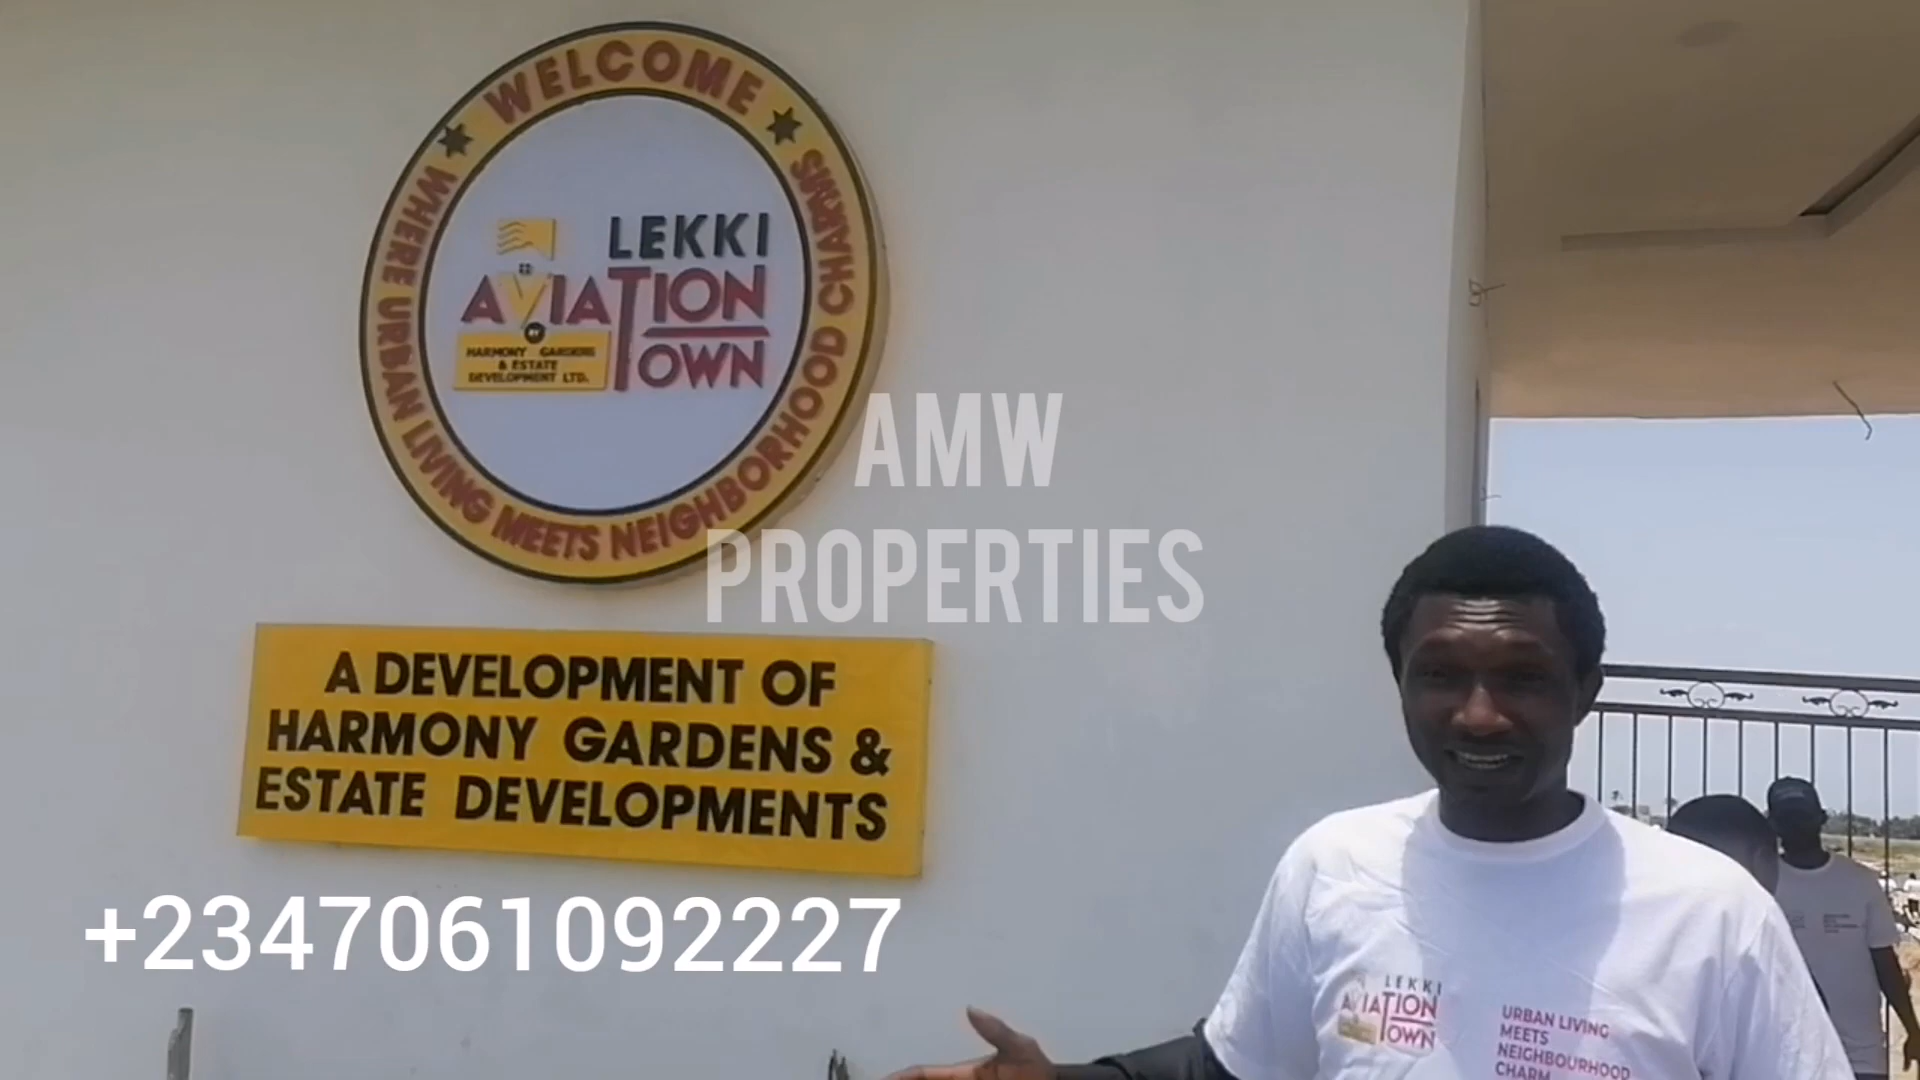 WELCOME
WHERE URBAN LIVING MEETS NEIGHBORHOOD CHARMS
LEKKI
AVIATION
TOWN
BY
HARMONY GARDENS
& ESTATE
DEVELOPMENT LTD.
AMW
PROPERTIES
A DEVELOPMENT OF
HARMONY GARDENS &
ESTATE DEVELOPMENTS
+2347061092227
LEKKI
AVIATION
TOWN
URBAN LIVING
MEETS
NEIGHBOURHOOD
CHARM